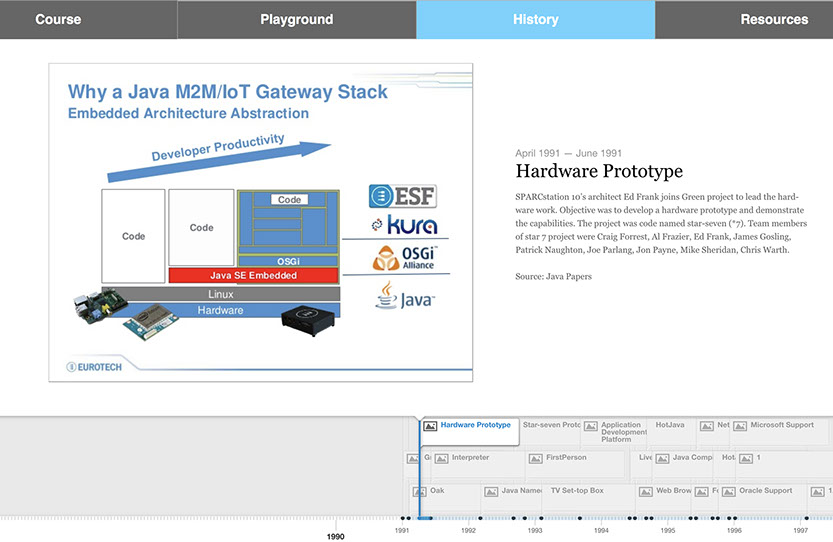 Course
Playground
History
Resources
Why a Java M2M/IoT Gateway Stack
Embedded Architecture Abstraction
Developer Productivity
Code
Code
Code
OSGi
Java SE Embedded
Linux
Hardware
ESF
kura
OSGi
Alliance
Java
EUROTECH
April 1991 — June 1991
Hardware Prototype
SPARCstation 10's architect Ed Frank joins Green project to lead the hard-
ware work. Objective was to develop a hardware prototype and demonstrate
the capabilities. The project was code named star-seven (*7). Team members
of star 7 project were Craig Forrest, Al Frazier, Ed Frank, James Gosling,
Patrick Naughton, Joe Parlang, Jon Payne, Mike Sheridan, Chris Warth.
Source: Java Papers
Hardware Prototype
Star-seven Proto
Application
Development
Platform
HotJava
Net
Microsoft Support
Interpreter
FirstPerson
Live
Java Comp
Hot
1
Oak
Java Name
TV Set-top Box
Web Brow
Oracle Support
1
1990
1991
1992
1993
1994
1995
1996
1997